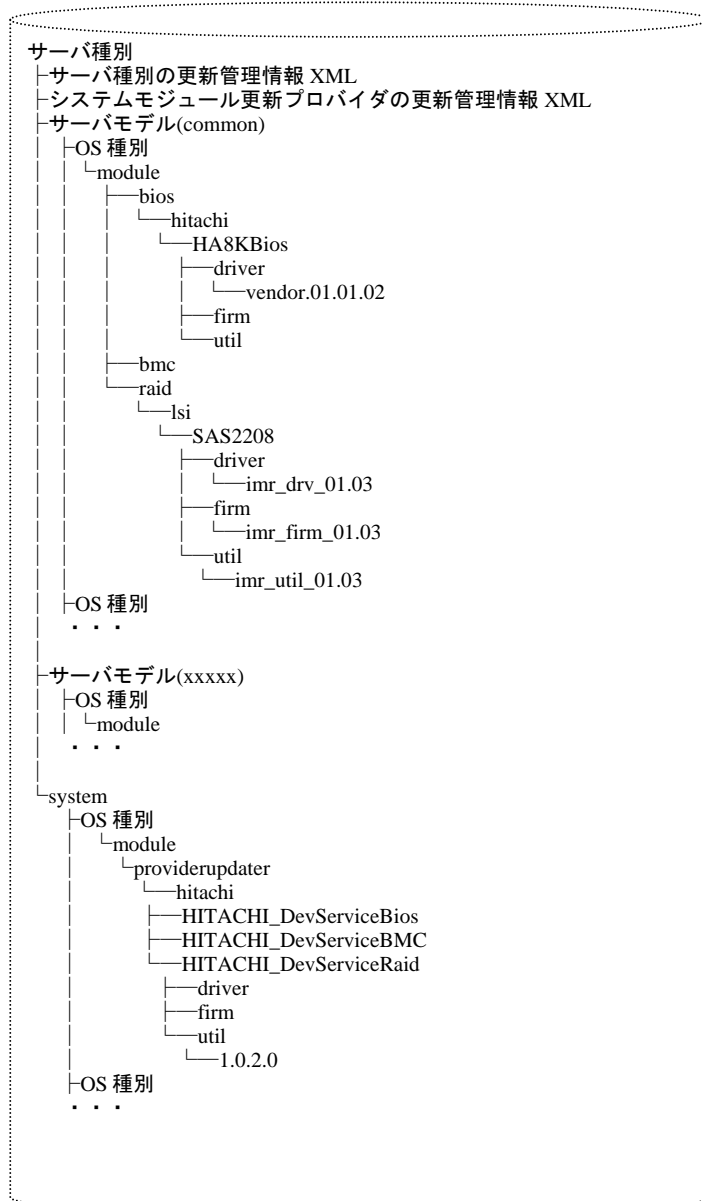 サーバ種別
├サーバ種別の更新管理情報 XML
├システムモジュール更新プロバイダの更新管理情報 XML
├サーバモデル(common)
│ ├OS 種別
│ │ └module
│ │ ├──bios
│ │ │ └──hitachi
│ │ │ └──HA8KBios
│ │ │ ├──driver
│ │ │ │ └──vendor.01.01.02
│ │ │ ├──firm
│ │ │ └──util
│ │ ├──bmc
│ │ └──raid
│ │ └──lsi
│ │ └──SAS2208
│ │ ├──driver
│ │ │ └──imr_drv_01.03
│ │ ├──firm
│ │ │ └──imr_firm_01.03
│ │ └──util
│ │ └──imr_util_01.03
│ ├OS 種別
│ ・・・
│
├サーバモデル(xxxxx)
│ ├OS 種別
│ │ └module
│ ・・・
│
└system
├OS 種別
│ └module
│ └providerupdater
│ └──hitachi
│ ├──HITACHI_DevServiceBios
│ ├──HITACHI_DevServiceBMC
│ └──HITACHI_DevServiceRaid
│ ├──driver
│ ├──firm
│ └──util
│ └──1.0.2.0
├OS 種別
・・・